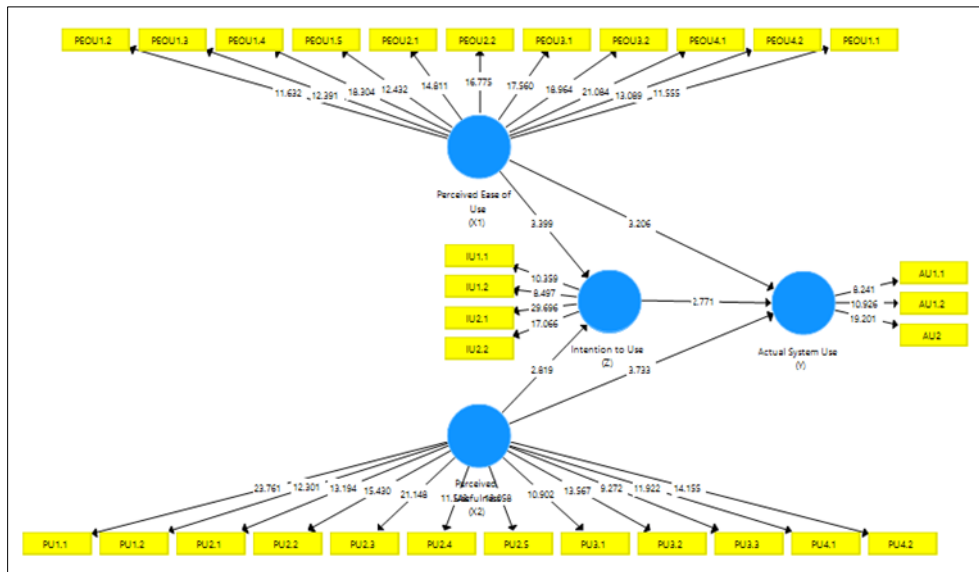 PEOU1.2 PEOU1.3 PEOU1.4 PEOU1.5 PEOU2.1 PEOU2.2 PEOU3.1 PEOU3.2 PEOU4.1 PEOU4.2 PEOU1.1
11.632 12.391 18.304 12.432 14.811 16.775 17.560 18.964 21.084 13.089 11.555
Perceived Ease of
Use
(X1)
3.399
3.206
IU1.1
IU1.2
IU2.1
IU2.2
10.359
8.497
29.696
17.066
Intention to Use
(Z)
2.771
Actual System Use
(Y)
8.241
10.926
19.201
AU1.1
AU1.2
AU2
2.819
3.733
Perceived
Usefulness
(X2)
23.761 12.301 13.194 15.430 21.148 10.902 13.567 9.272 11.922 14.155
PU1.1 PU1.2 PU2.1 PU2.2 PU2.3 PU2.4 PU2.5 PU3.1 PU3.2 PU3.3 PU4.1 PU4.2